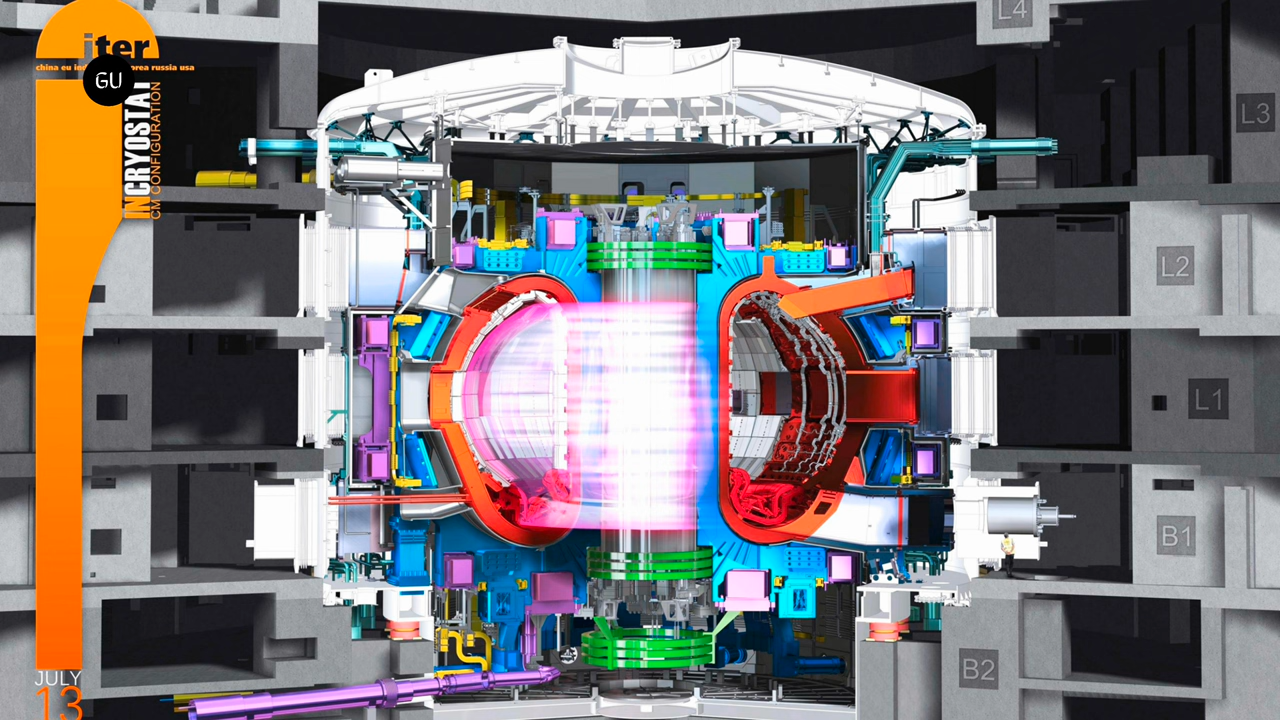 iter
china eu
korea russia usa
GU
INCRYOSTAT
CM CONFIGURATION
L4
L3
L2
L1
B1
B2
JULY
13